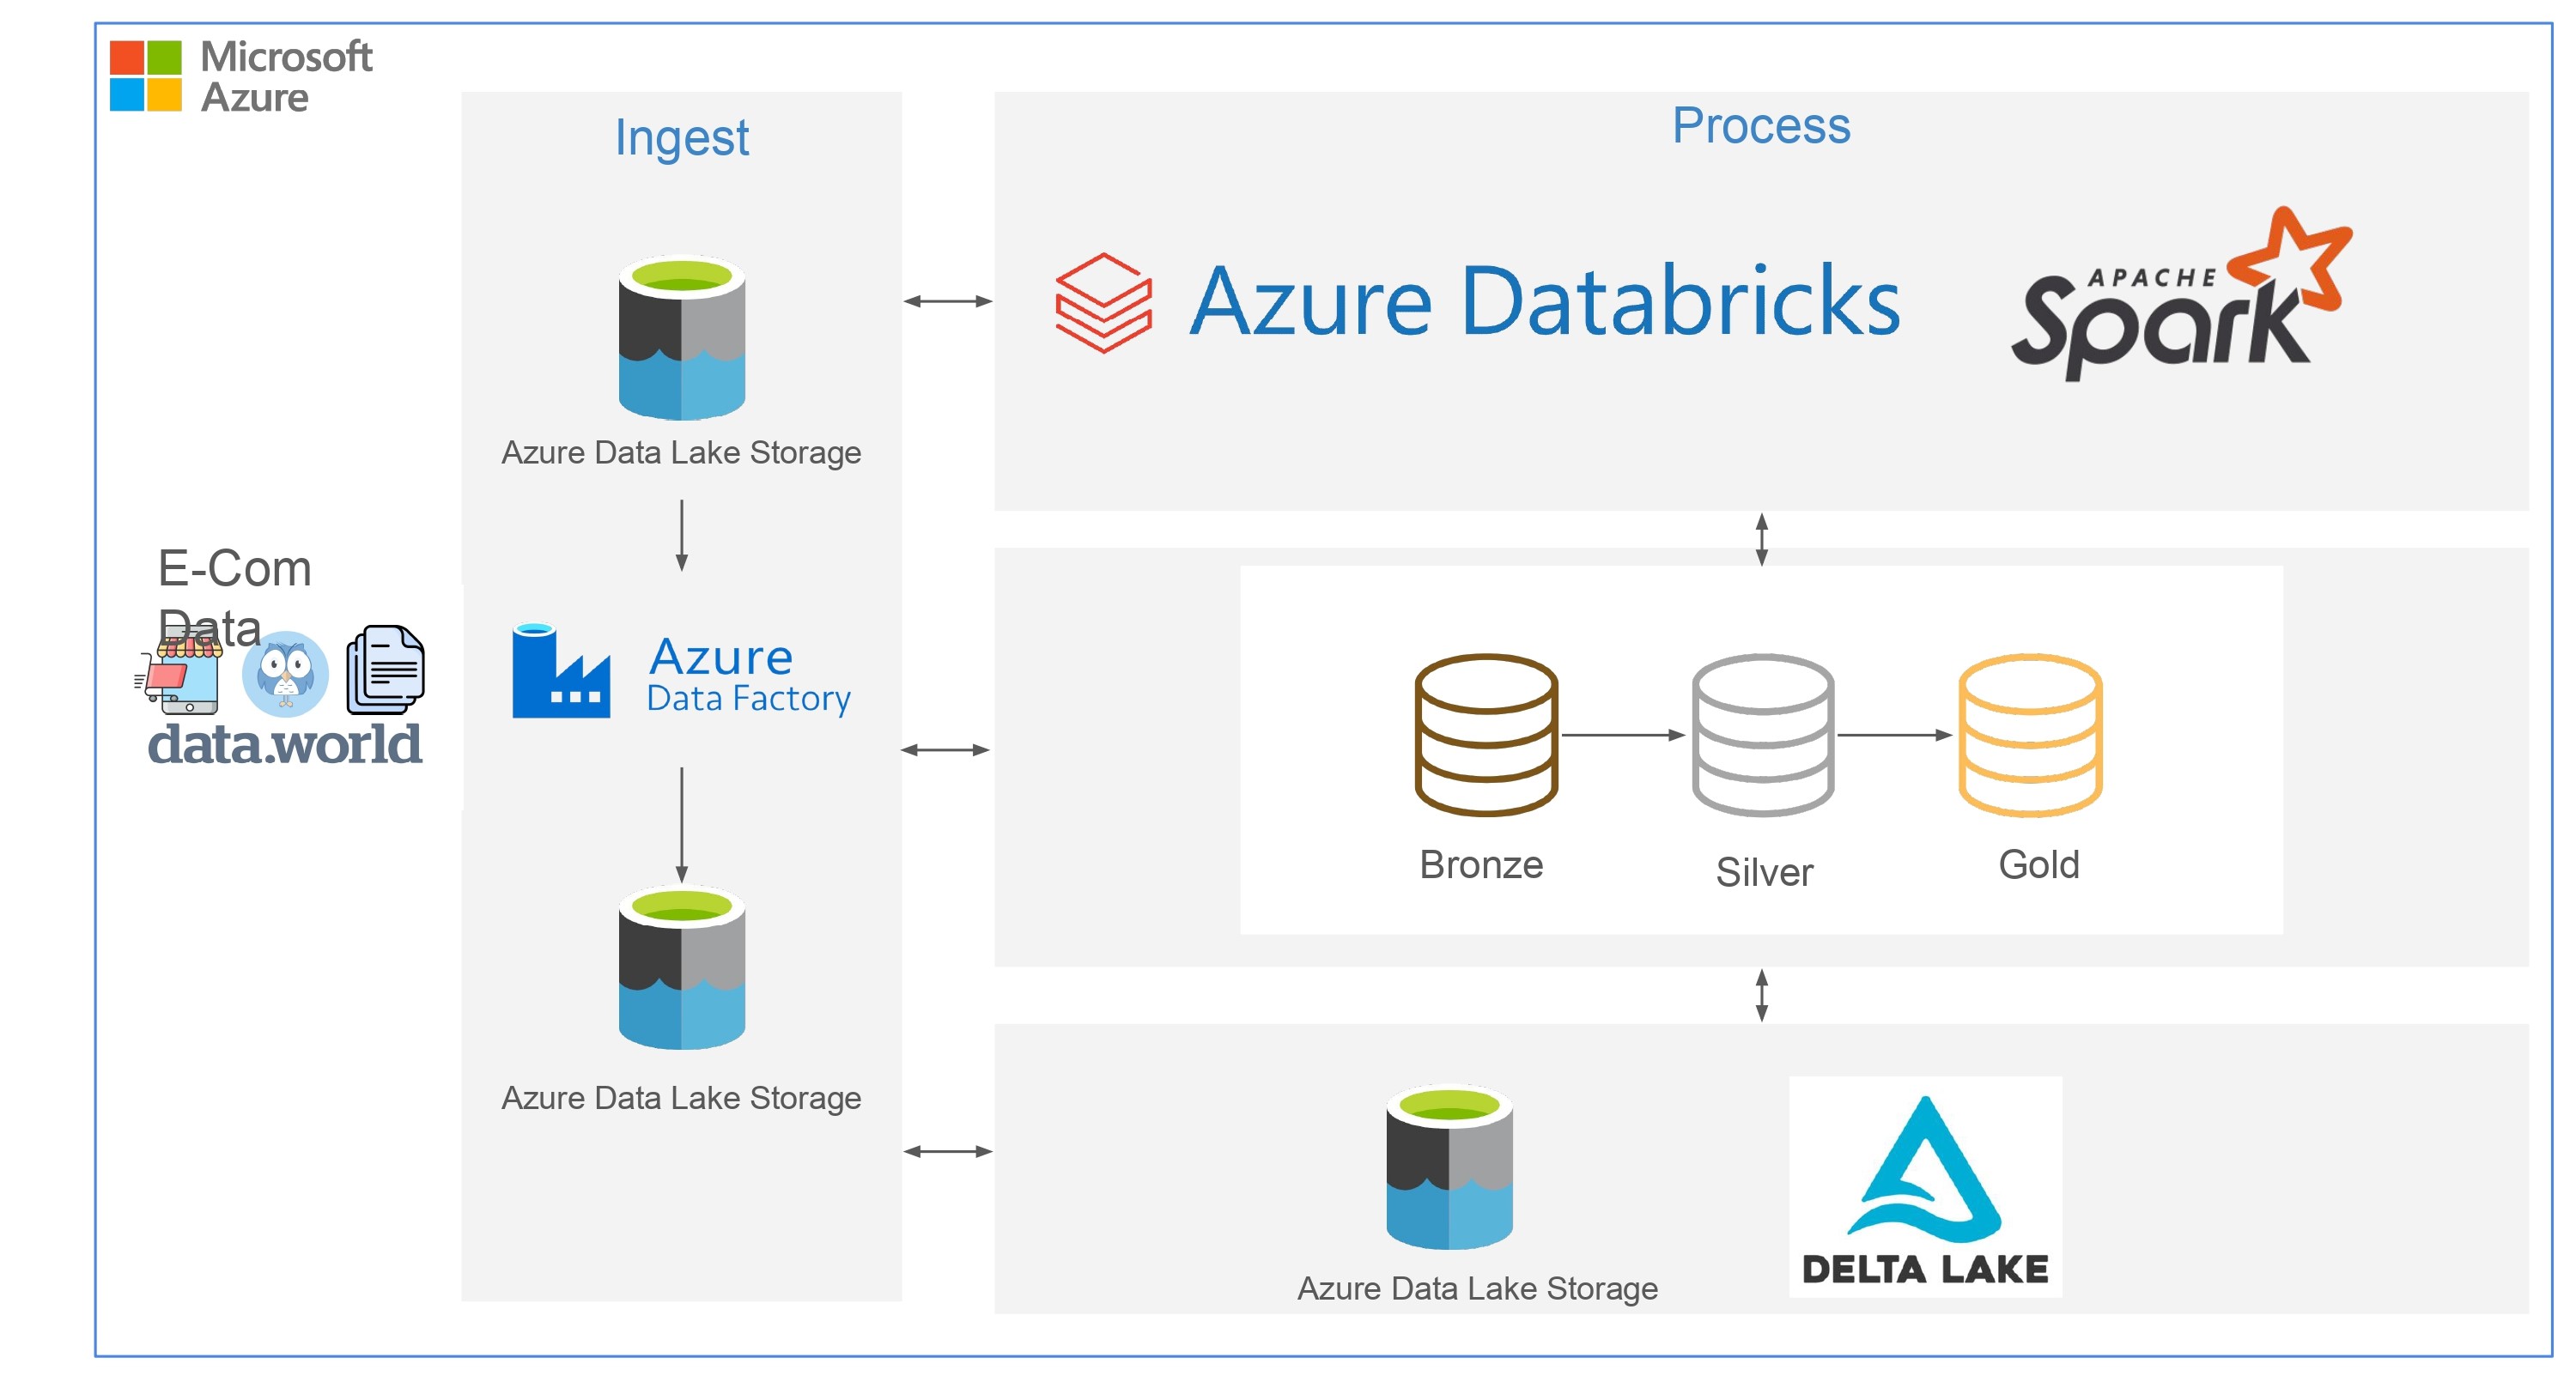 Microsoft
Azure
Ingest
Process
Azure Databricks
APACHE
Spark
Azure Data Lake Storage
E-Com
Data
data.world
Azure
Data Factory
Bronze
Silver
Gold
Azure Data Lake Storage
Azure Data Lake Storage
DELTA LAKE